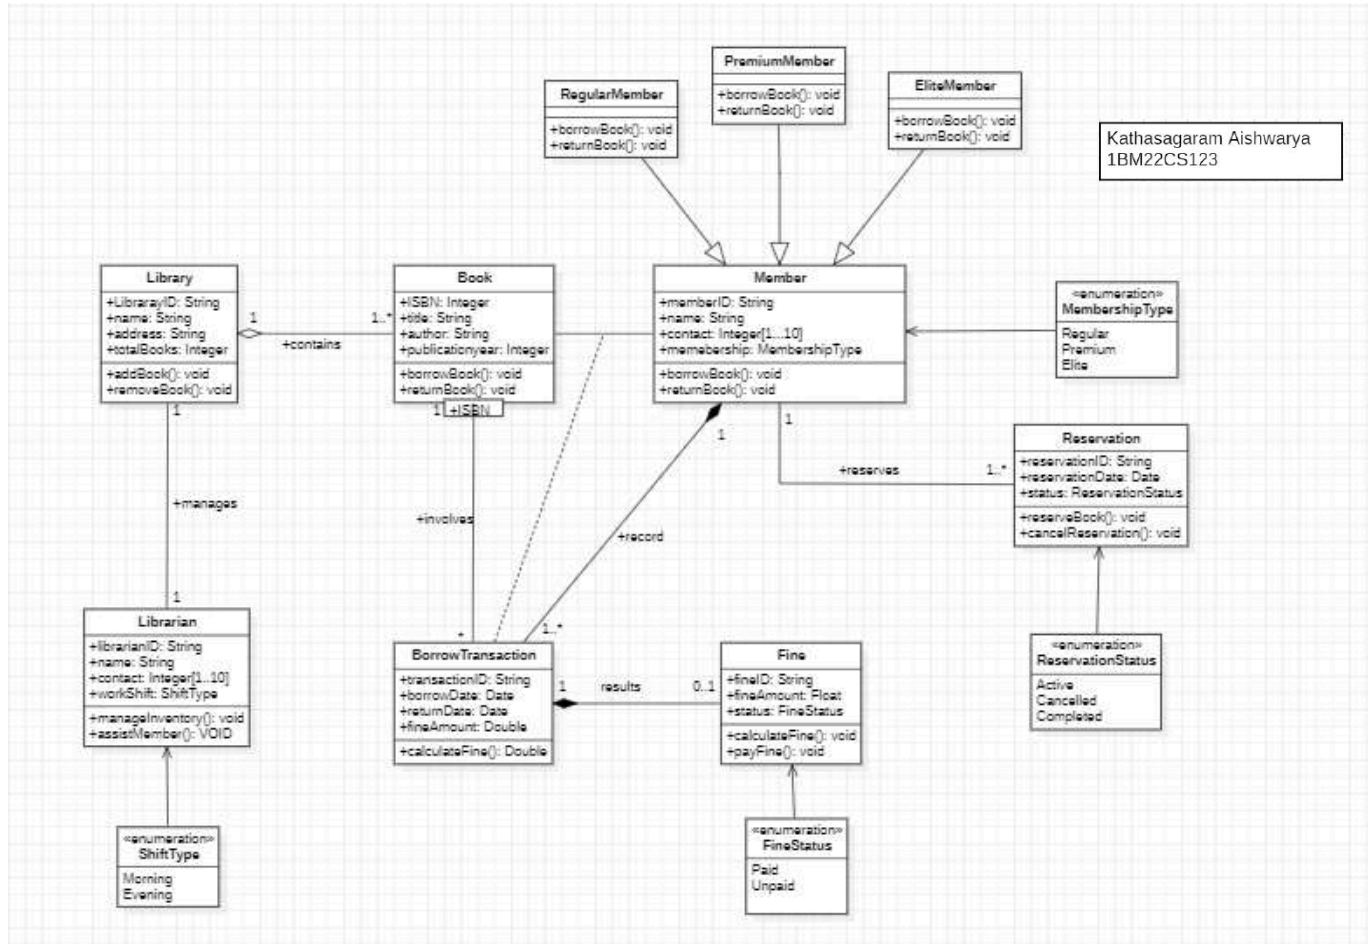 PremiumMember
+borrowBook(): void
+returnBook(): void
RegularMember
+borrowBook(): void
+returnBook(): void
EliteMember
+borrowBook(): void
+returnBook(): void
Kathasagaram Aishwarya
1BM22CS123
Library
+LibrarayID: String
+name: String
+address: String
+totalBooks: Integer
+addBook(): void
+removeBook(): void
1
1..*
+contains
Book
+ISBN: Integer
+title: String
+author: String
+publicationyear: Integer
+borrowBook(): void
+returnBook(): void
1
+ISBN
Member
+memberID: String
+name: String
+contact: Integer[1...10]
+memebership: MembershipType
+borrowBook(): void
+returnBook(): void
«enumeration»
MembershipType
Regular
Premium
Elite
1
+manages
1
+involves
*
1
+record
1..*
1
+reserves
1..*
Reservation
+reservationID: String
+reservationDate: Date
+status: ReservationStatus
+reserveBook(): void
+cancelReservation(): void
Librarian
+librarianID: String
+name: String
+contact: Integer[1..10]
+workShift: ShiftType
+manageInventory(): void
+assistMember(): VOID
BorrowTransaction
+transactionID: String
+borrowDate: Date
+returnDate: Date
+fineAmount: Double
+calculateFine(): Double
1
results
0..1
Fine
+fineID: String
+fineAmount: Float
+status: FineStatus
+calculateFine(): void
+payFine(): void
«enumeration»
ReservationStatus
Active
Cancelled
Completed
«enumeration»
ShiftType
Morning
Evening
«enumeration»
FineStatus
Paid
Unpaid